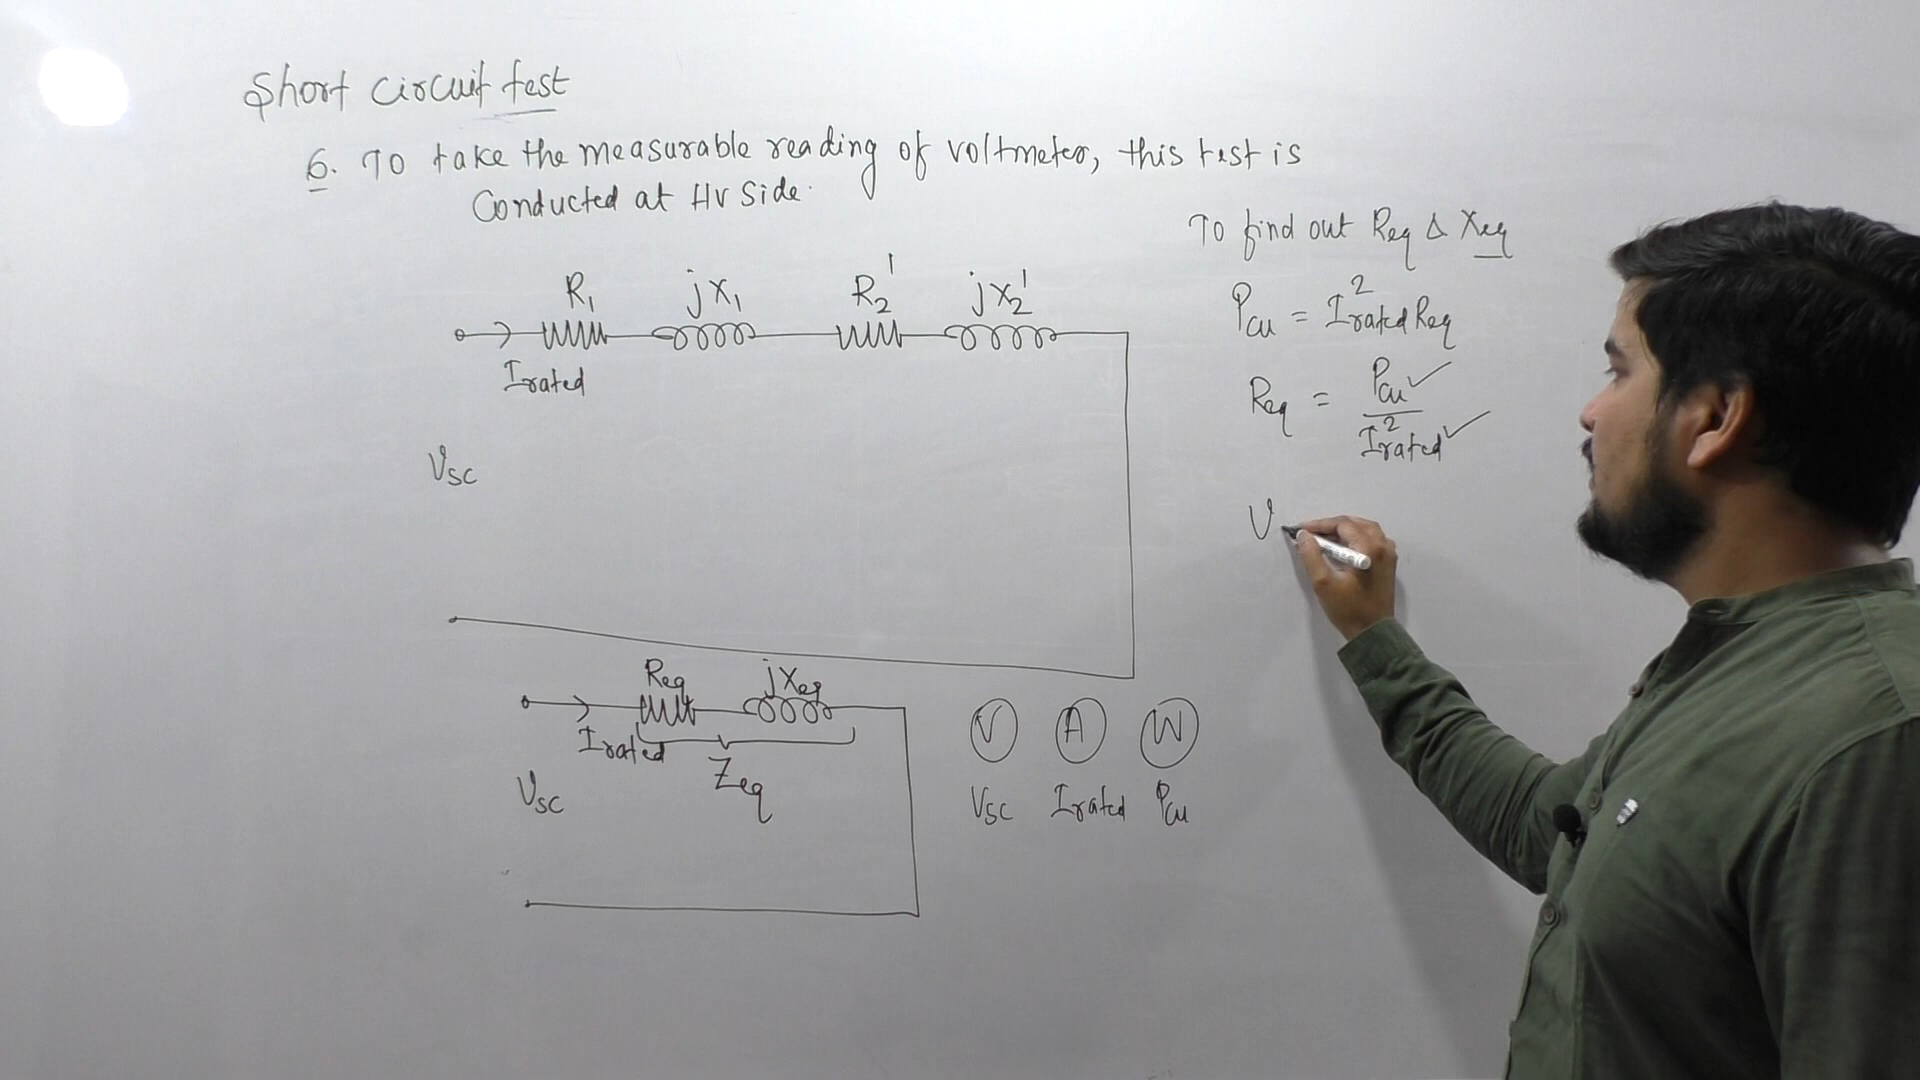 Short circuit test
6. To take the measurable reading of voltmeter, this test is
Conducted at HV Side.
To find out Req & Xeq
R₁ jx₁ R₂' jx₂'
Irated
Vsc
Pcu = I²rated Req
Req = Pcu ✓ / I²rated ✓
V
Req jXeq
Irated
Zeq
Vsc
V A W
Vsc Irated Pcu